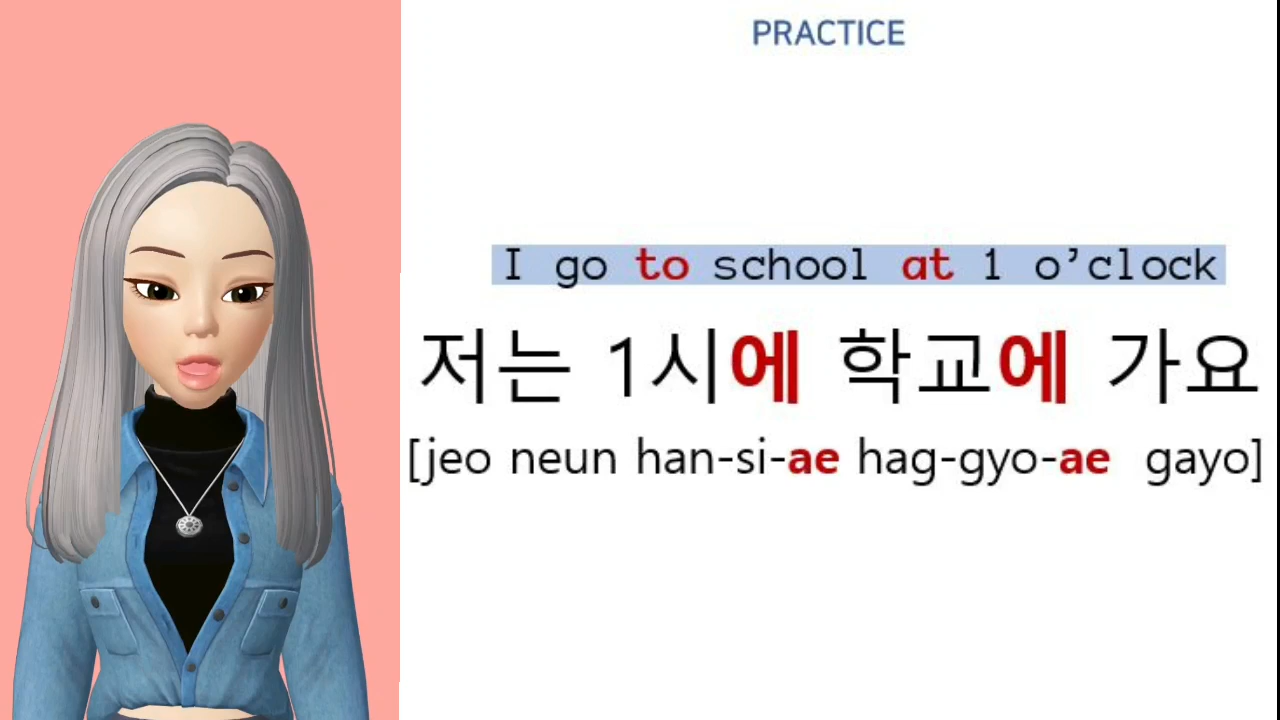 PRACTICE
I go to school at 1 o’clock
저는 1시에 학교에 가요
[jeo neun han-si-ae hag-gyo-ae gayo]